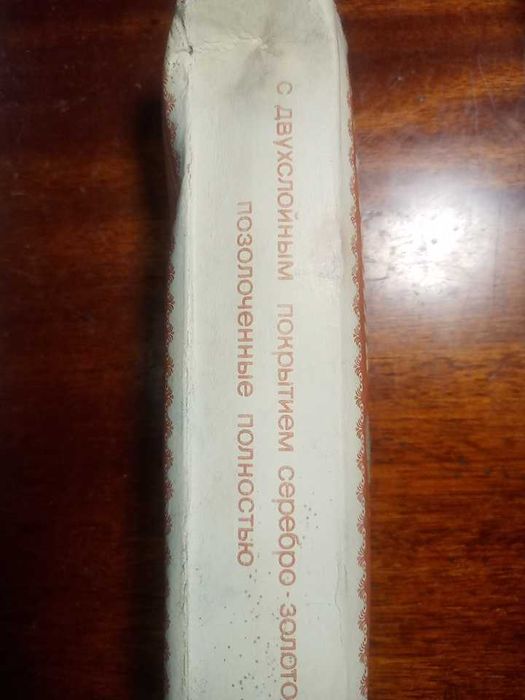 с двухслойным покрытием серебро - золото
позолоченные полностью